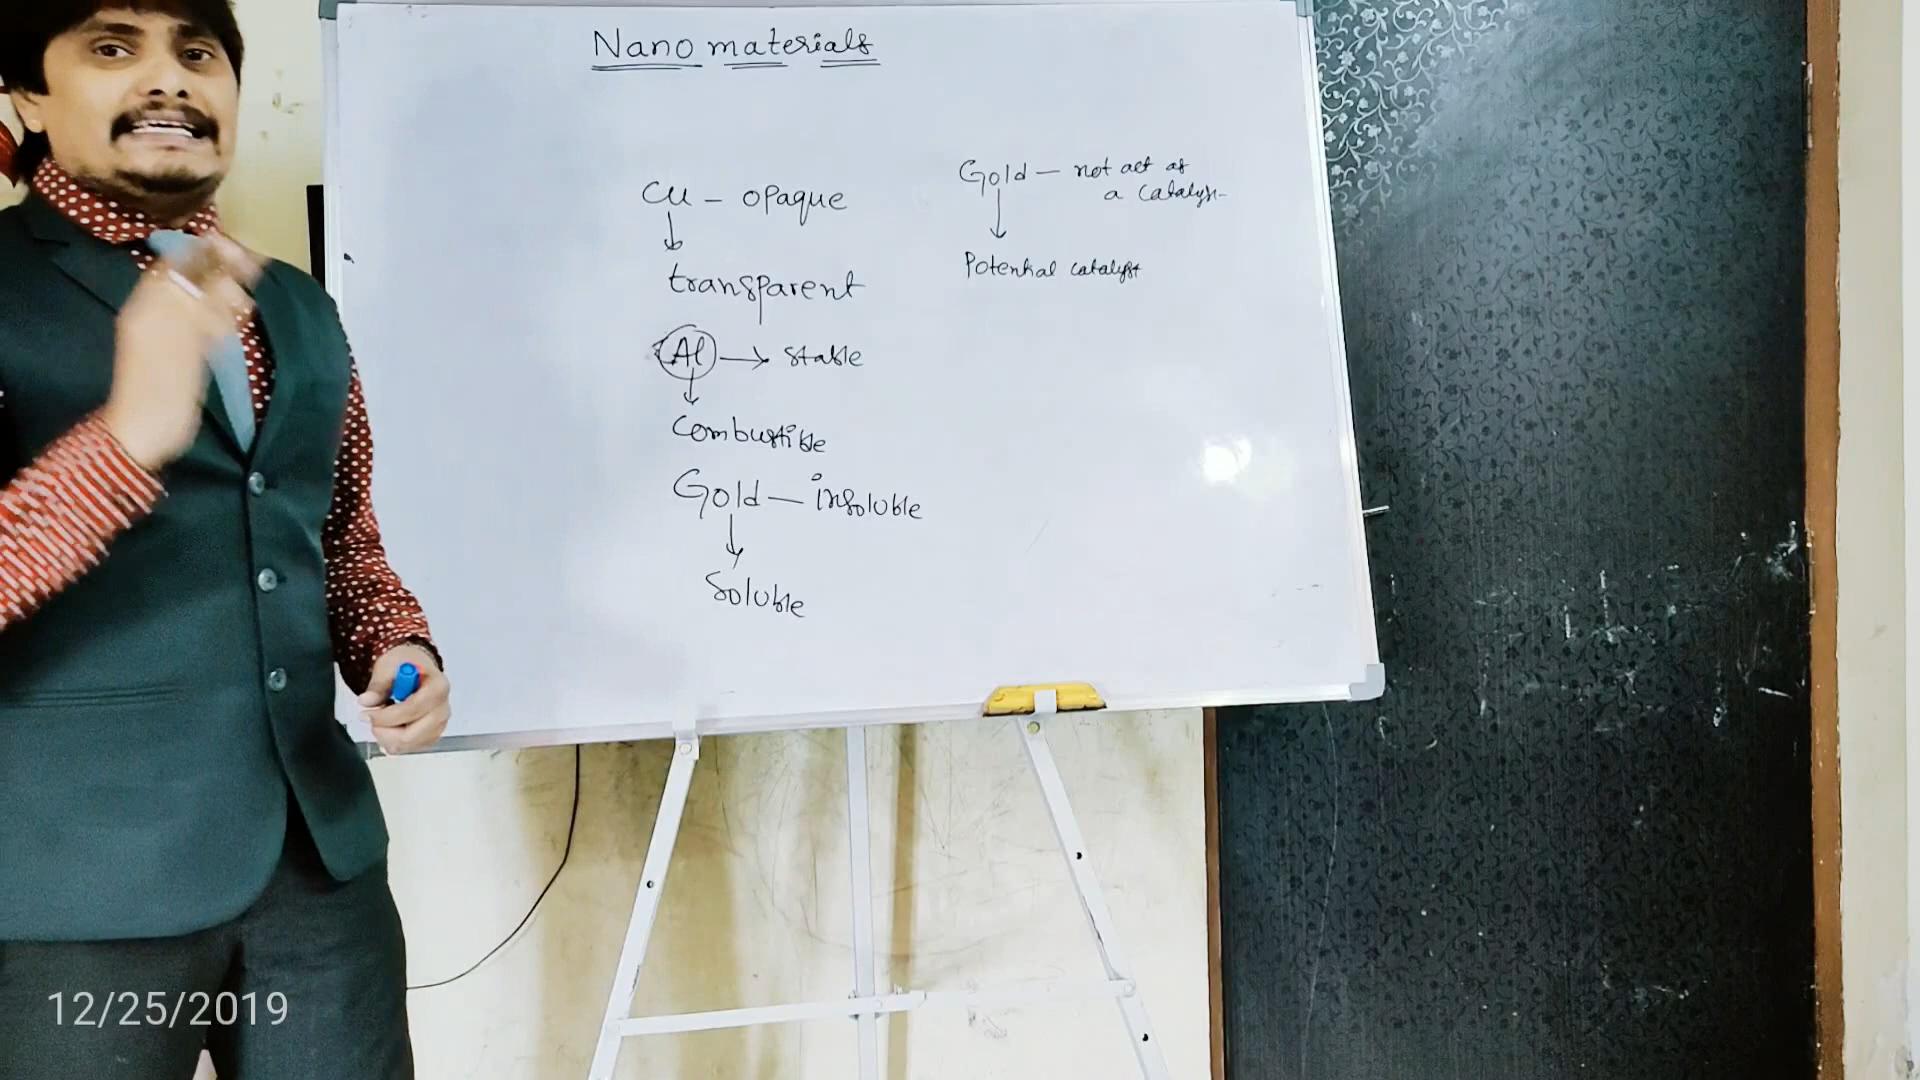 Nano materials
Cu - opaque
transparent
Al → stable
Combustible
Gold - insoluble
Soluble
Gold - not act as
a catalyst
Potential catalyst
12/25/2019